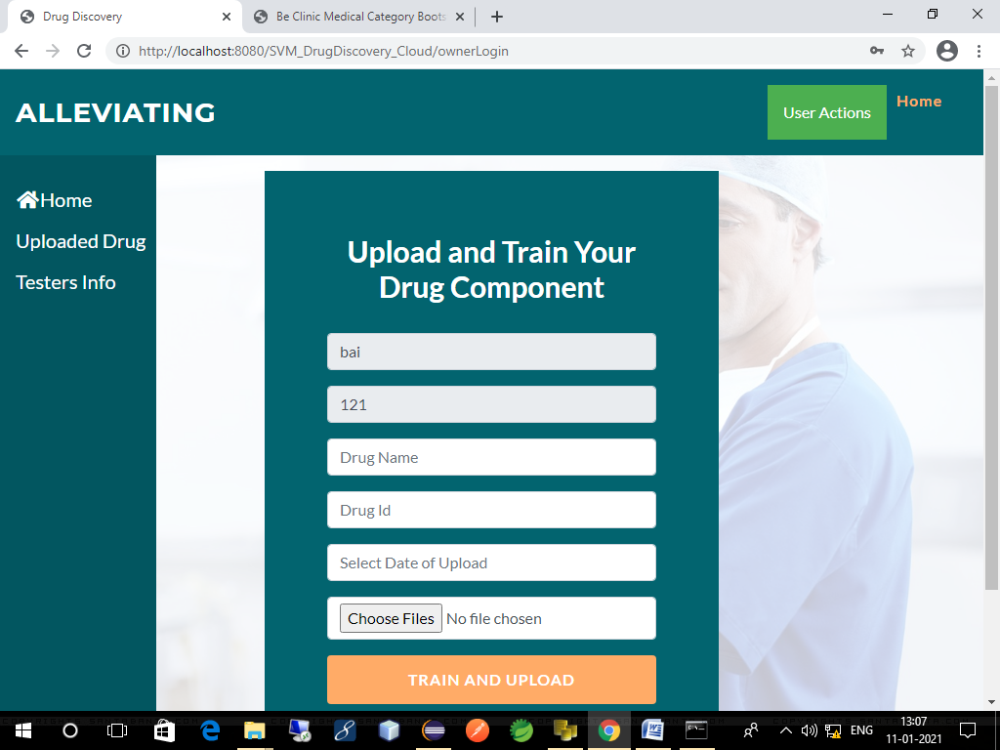 Drug Discovery
Be Clinic Medical Category Boots
http://localhost:8080/SVM_DrugDiscovery_Cloud/ownerLogin
ALLEVIATING
User Actions
Home
Home
Uploaded Drug
Testers Info
Upload and Train Your
Drug Component
bai
121
Drug Name
Drug Id
Select Date of Upload
Choose Files No file chosen
TRAIN AND UPLOAD
ENG
13:07
11-01-2021